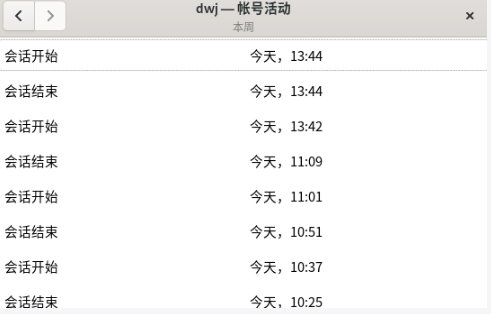 dwj — 帐号活动
本周
会话开始 今天，13:44
会话结束 今天，13:44
会话开始 今天，13:42
会话结束 今天，11:09
会话开始 今天，11:01
会话结束 今天，10:51
会话开始 今天，10:37
会话结束 今天，10:25